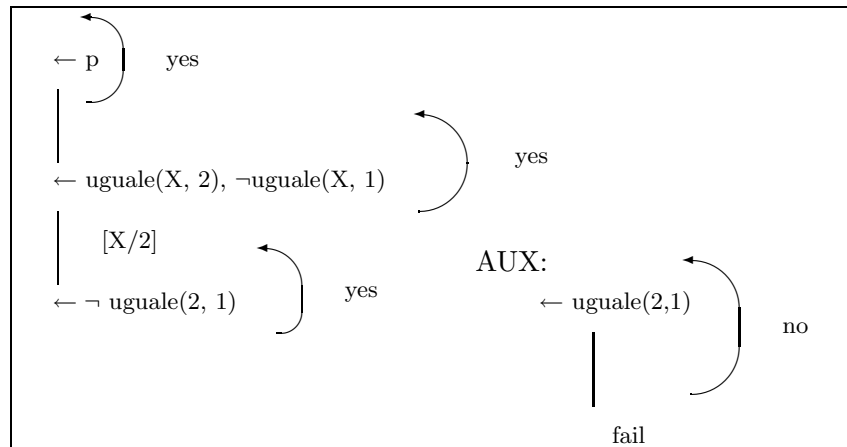 ← p yes
← uguale(X, 2), ¬uguale(X, 1) yes
[X/2]
← ¬ uguale(2, 1) yes
AUX:
← uguale(2,1) no
fail